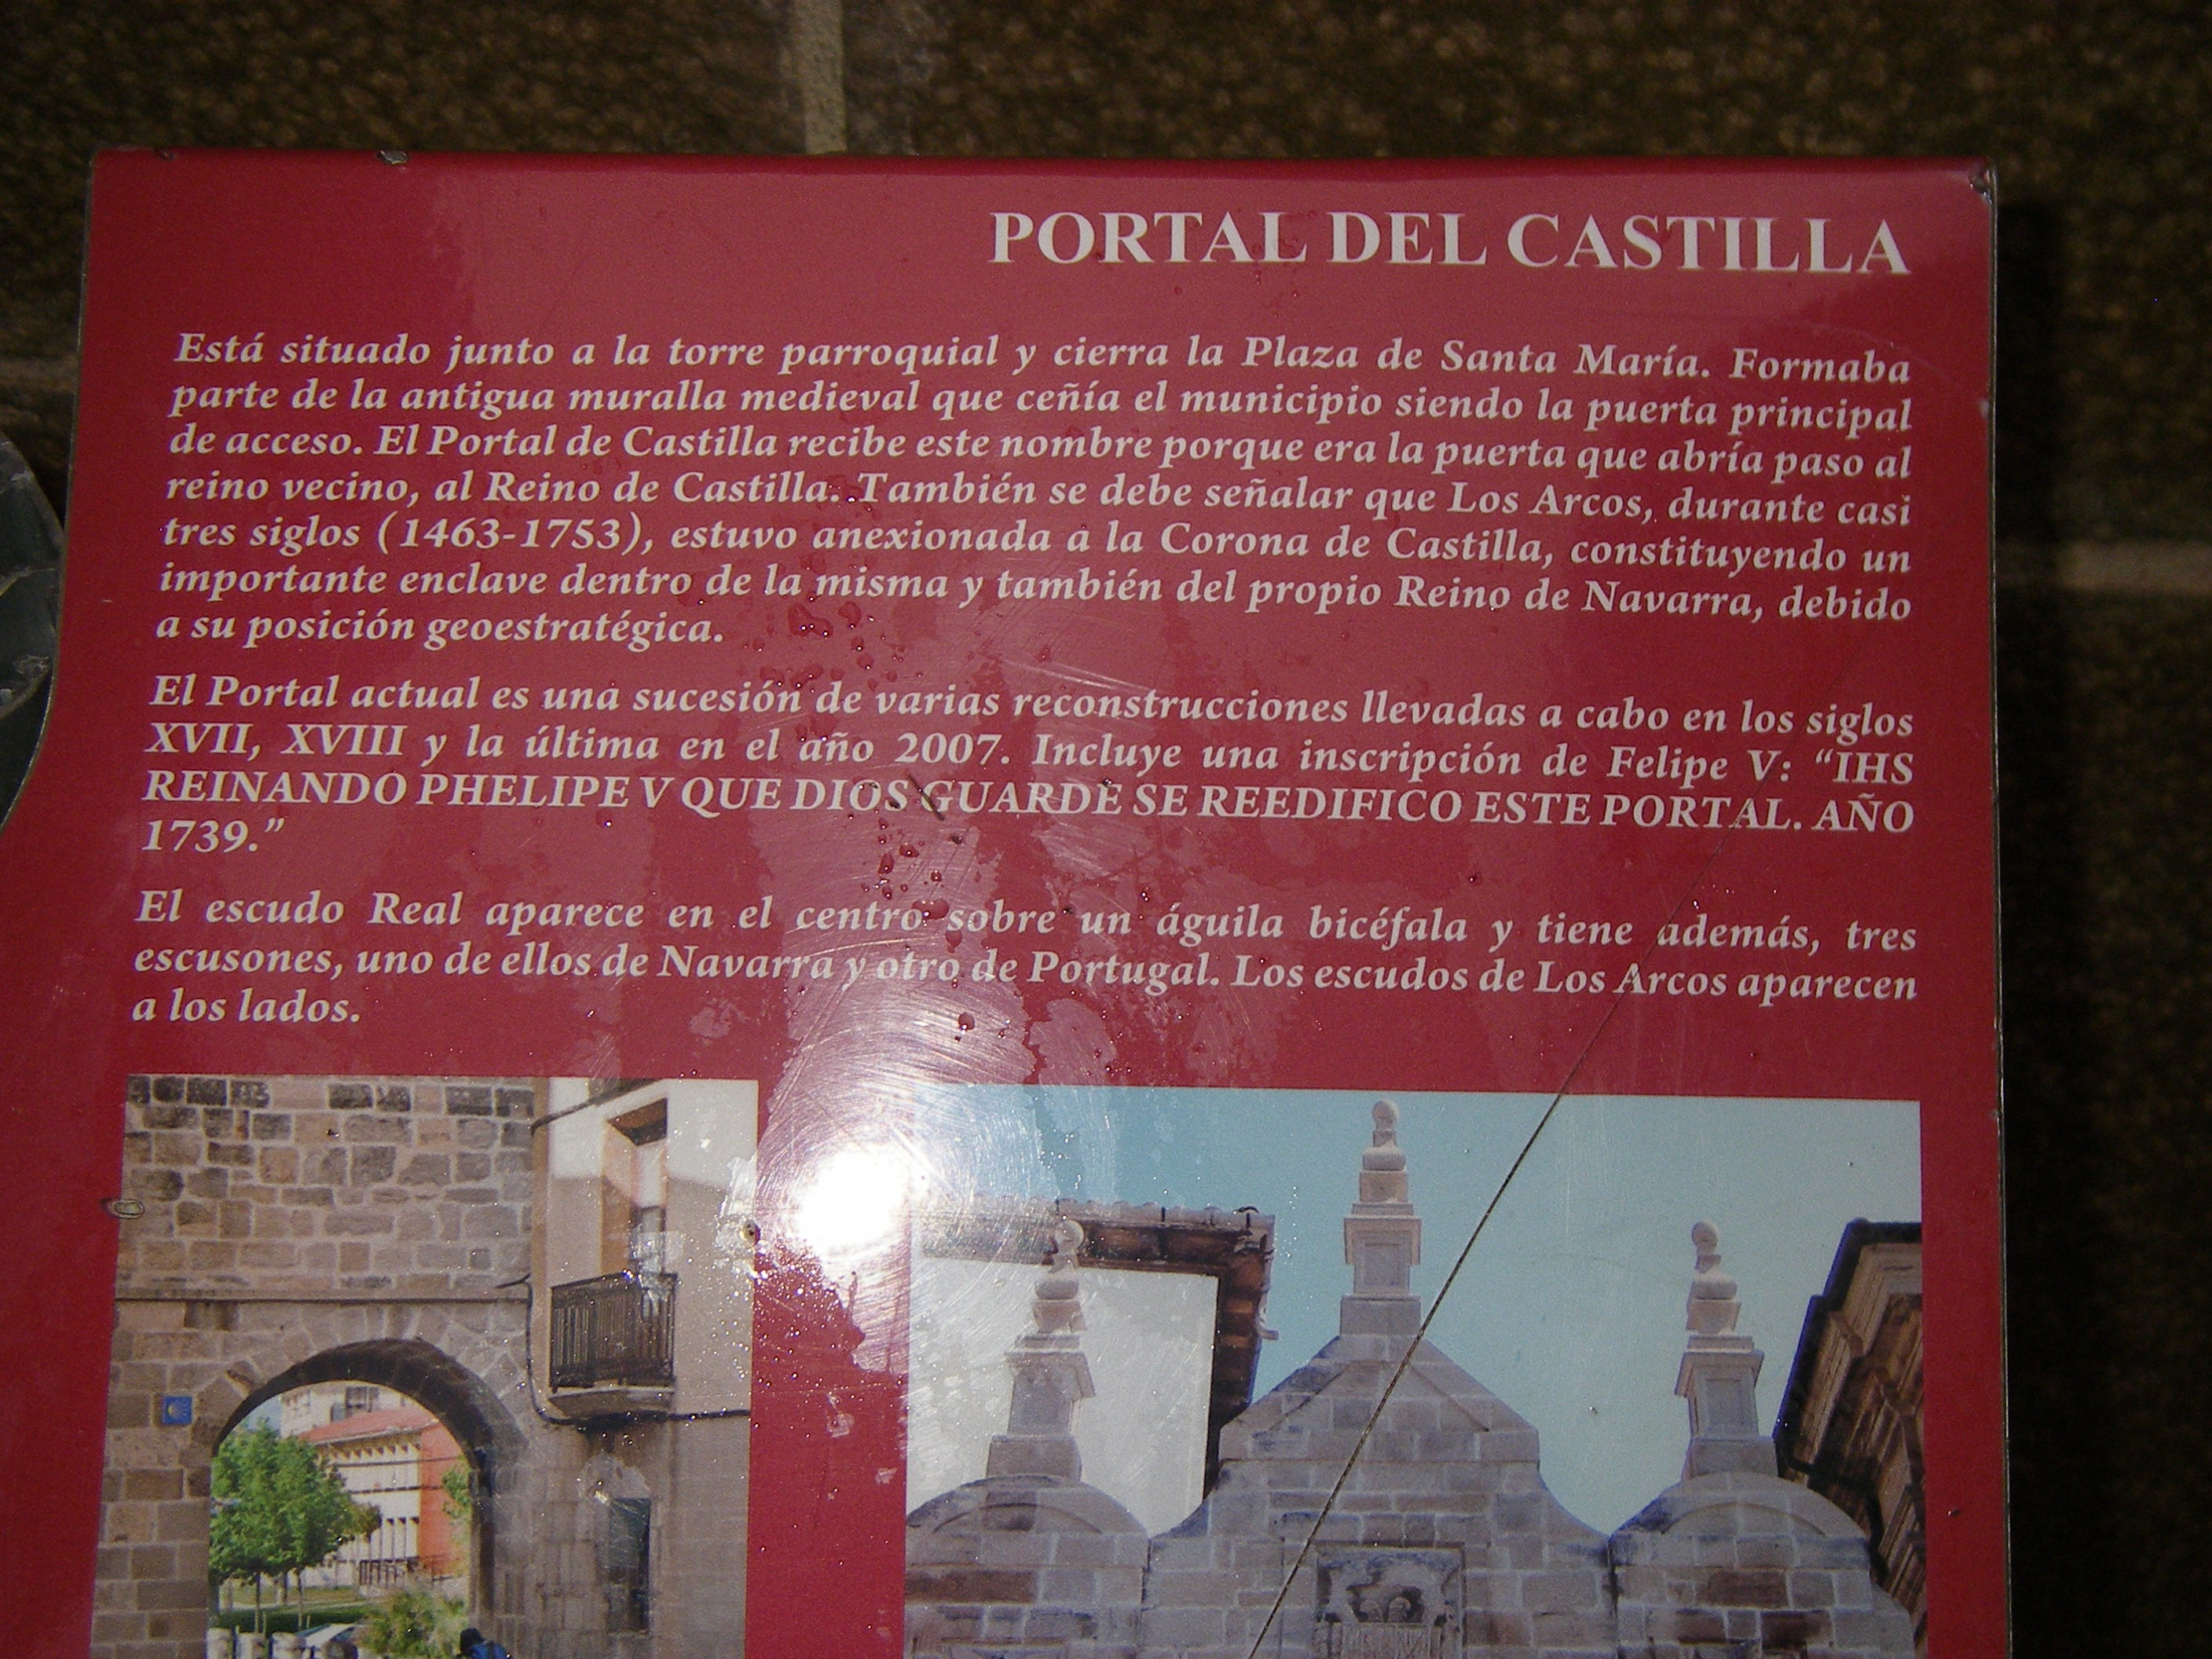 PORTAL DEL CASTILLA
Está situado junto a la torre parroquial y cierra la Plaza de Santa María. Formaba
parte de la antigua muralla medieval que ceñía el municipio siendo la puerta principal
de acceso. El Portal de Castilla recibe este nombre porque era la puerta que abría paso al
reino vecino, al Reino de Castilla. También se debe señalar que Los Arcos, durante casi
tres siglos (1463-1753), estuvo anexionada a la Corona de Castilla, constituyendo un
importante enclave dentro de la misma y también del propio Reino de Navarra, debido
a su posición geoestratégica.
El Portal actual es una sucesión de varias reconstrucciones llevadas a cabo en los siglos
XVII, XVIII y la última en el año 2007. Incluye una inscripción de Felipe V: “IHS
REINANDO PHELIPE V QUE DIOS GUARDE SE REEDIFICO ESTE PORTAL. AÑO
1739.”
El escudo Real aparece en el centro sobre un águila bicéfala y tiene además, tres
escusones, uno de ellos de Navarra y otro de Portugal. Los escudos de Los Arcos aparecen
a los lados.